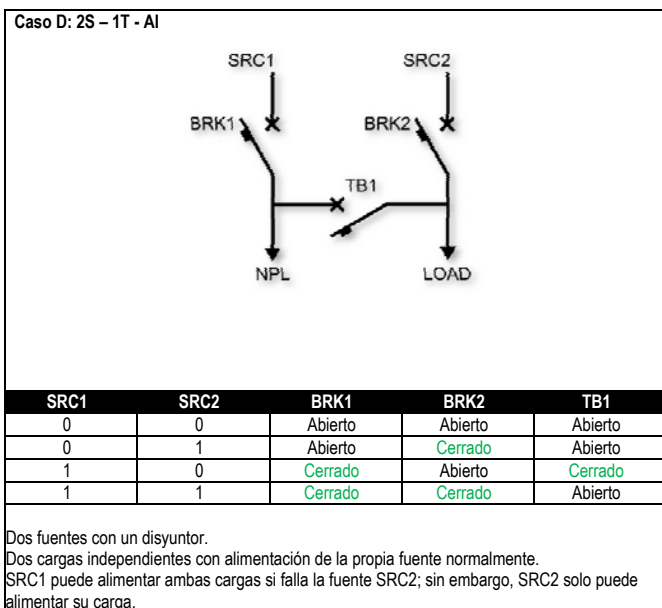 Caso D: 2S – 1T - AI
SRC1 SRC2
BRK1 BRK2
TB1
NPL LOAD
SRC1 SRC2 BRK1 BRK2 TB1
0 0 Abierto Abierto Abierto
0 1 Abierto Cerrado Abierto
1 0 Cerrado Abierto Cerrado
1 1 Cerrado Cerrado Abierto
Dos fuentes con un disyuntor.
Dos cargas independientes con alimentación de la propia fuente normalmente.
SRC1 puede alimentar ambas cargas si falla la fuente SRC2; sin embargo, SRC2 solo puede
alimentar su carga.